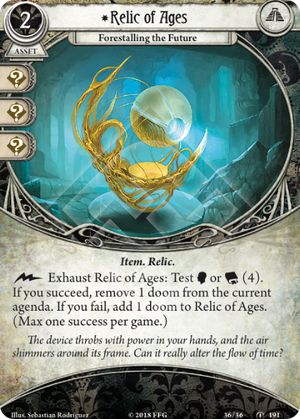 2
*Relic of Ages
Forestalling the Future
ASSET
?
?
?
Item. Relic.
Exhaust Relic of Ages: Test or (4).
If you succeed, remove 1 doom from the current
agenda. If you fail, add 1 doom to Relic of Ages.
(Max one success per game.)
The device throbs with power in your hands, and the air
shimmers around its frame. Can it really alter the flow of time?
Illus. Sebastian Rodriguez
© 2018 FFG
36/36
191